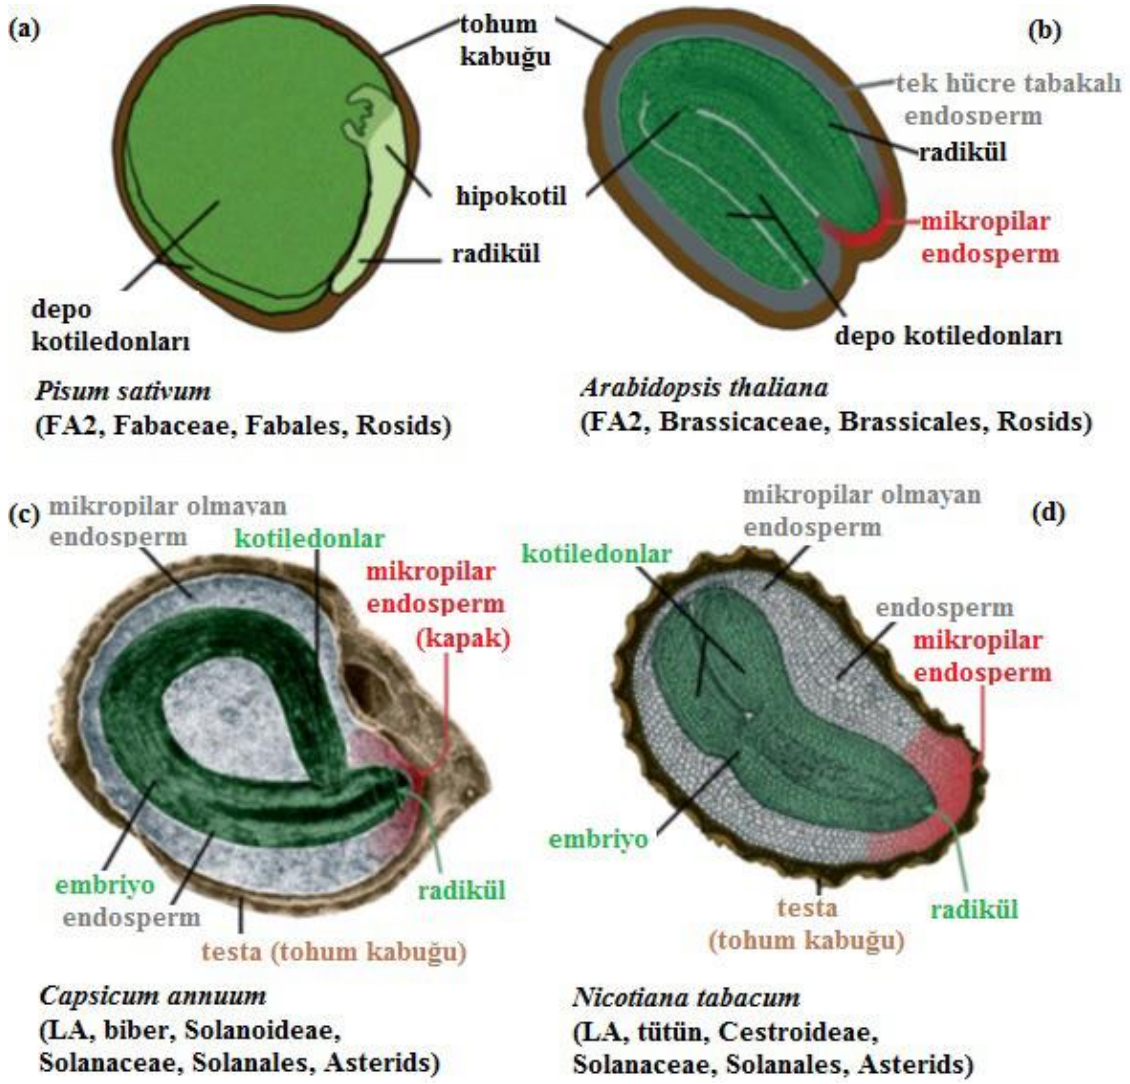 (a)
tohum
kabuğu
hipokotil
radikül
depo
kotiledonları
Pisum sativum
(FA2, Fabaceae, Fabales, Rosids)
(b)
tek hücre tabakalı
endosperm
radikül
mikropilar
endosperm
depo kotiledonları
Arabidopsis thaliana
(FA2, Brassicaceae, Brassicales, Rosids)
(c)
mikropilar olmayan
endosperm
kotiledonlar
mikropilar
endosperm
(kapak)
embriyo
endosperm
radikül
testa (tohum kabuğu)
Capsicum annuum
(LA, biber, Solanoideae,
Solanaceae, Solanales, Asterids)
(d)
mikropilar olmayan
endosperm
kotiledonlar
endosperm
mikropilar
endosperm
embriyo
radikül
testa
(tohum kabuğu)
Nicotiana tabacum
(LA, tütün, Cestroideae,
Solanaceae, Solanales, Asterids)